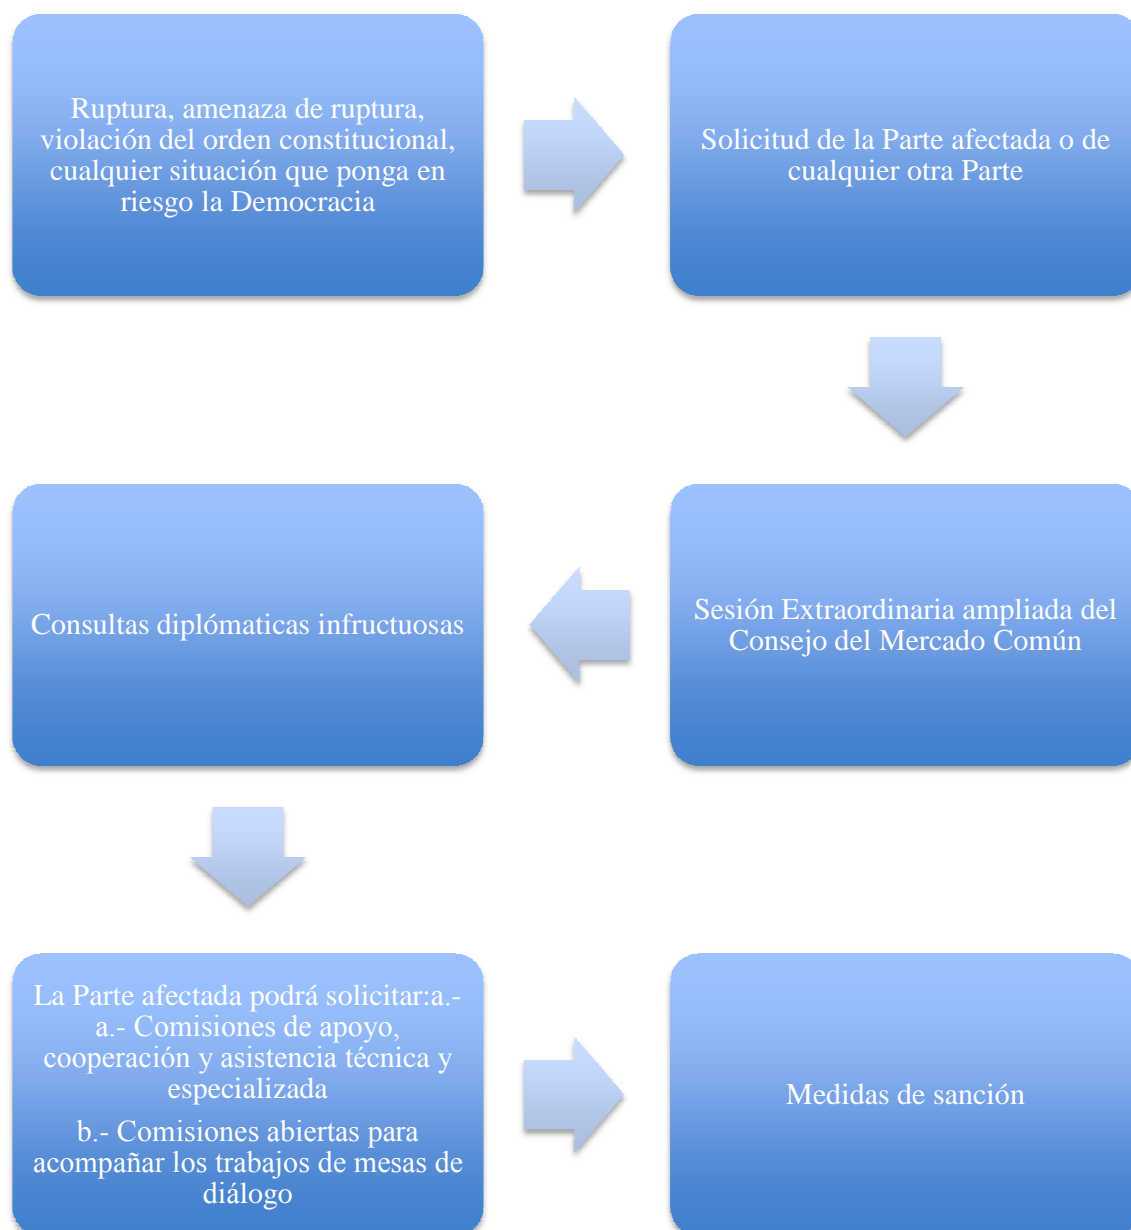 Ruptura, amenaza de ruptura,
violación del orden constitucional,
cualquier situación que ponga en
riesgo la Democracia
Solicitud de la Parte afectada o de
cualquier otra Parte
Sesión Extraordinaria ampliada del
Consejo del Mercado Común
Consultas diplómaticas infructuosas
La Parte afectada podrá solicitar:a.-
a.- Comisiones de apoyo,
cooperación y asistencia técnica y
especializada
b.- Comisiones abiertas para
acompañar los trabajos de mesas de
diálogo
Medidas de sanción